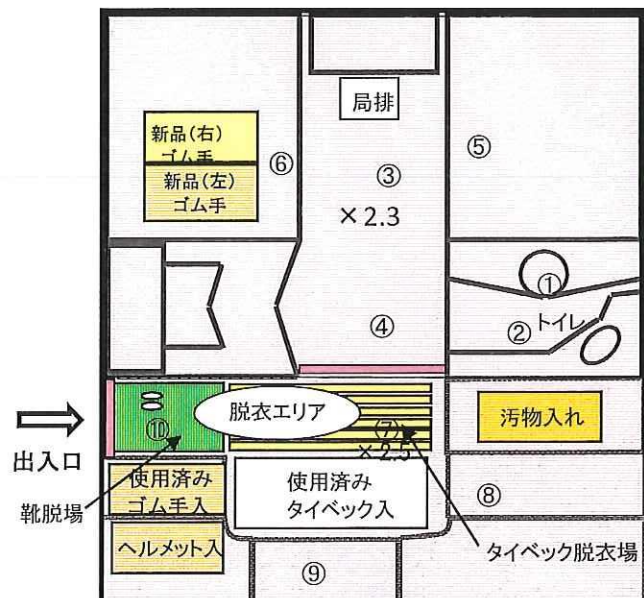 局排
新品(右)
ゴム手
新品(左)
ゴム手
⑥
③
⑤
×2.3
①
④
②
トイレ
出入口
⑩
脱衣エリア
⑦
×2.5
汚物入れ
靴脱場
使用済み
ゴム手入
使用済み
タイベック入
⑧
ヘルメット入
⑨
タイベック脱衣場